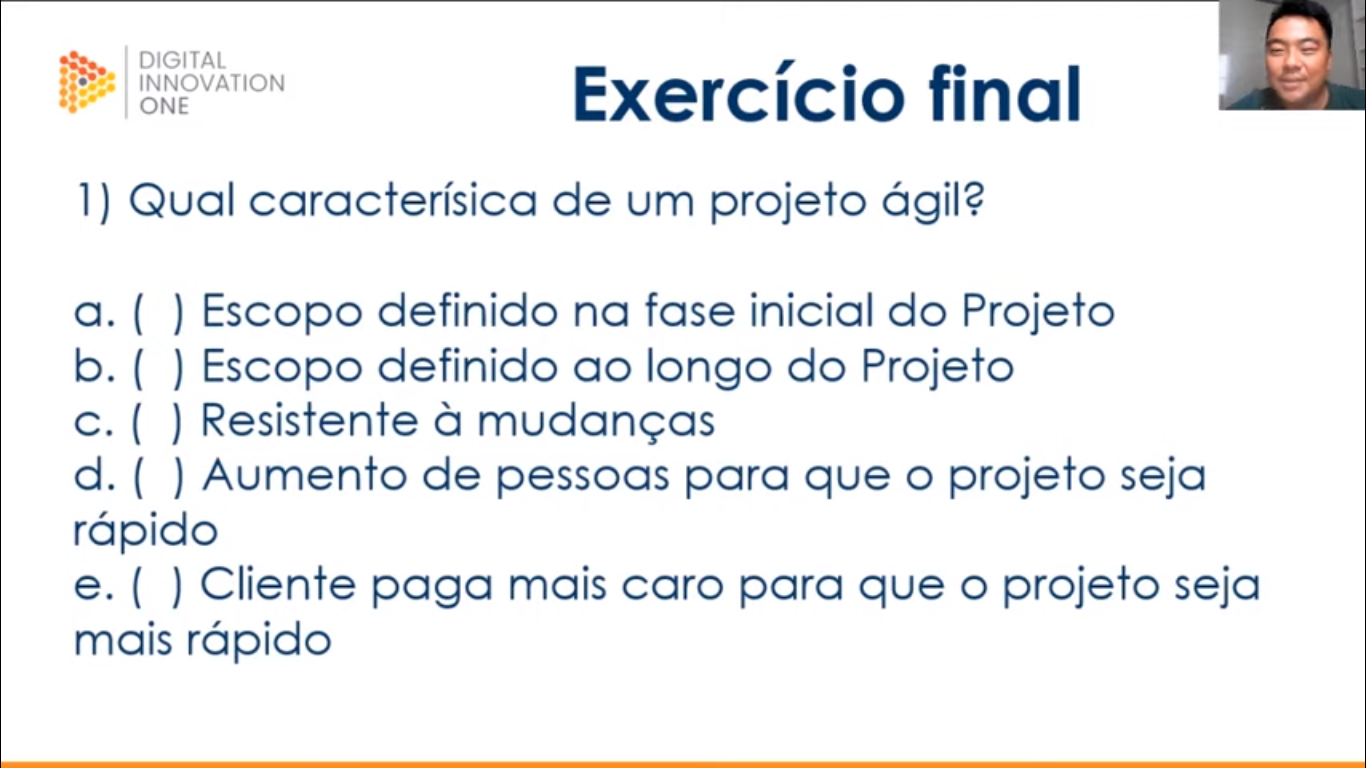 DIGITAL
INNOVATION
ONE
Exercício final
1) Qual caracterísica de um projeto ágil?
a. ( ) Escopo definido na fase inicial do Projeto
b. ( ) Escopo definido ao longo do Projeto
c. ( ) Resistente à mudanças
d. ( ) Aumento de pessoas para que o projeto seja
rápido
e. ( ) Cliente paga mais caro para que o projeto seja
mais rápido